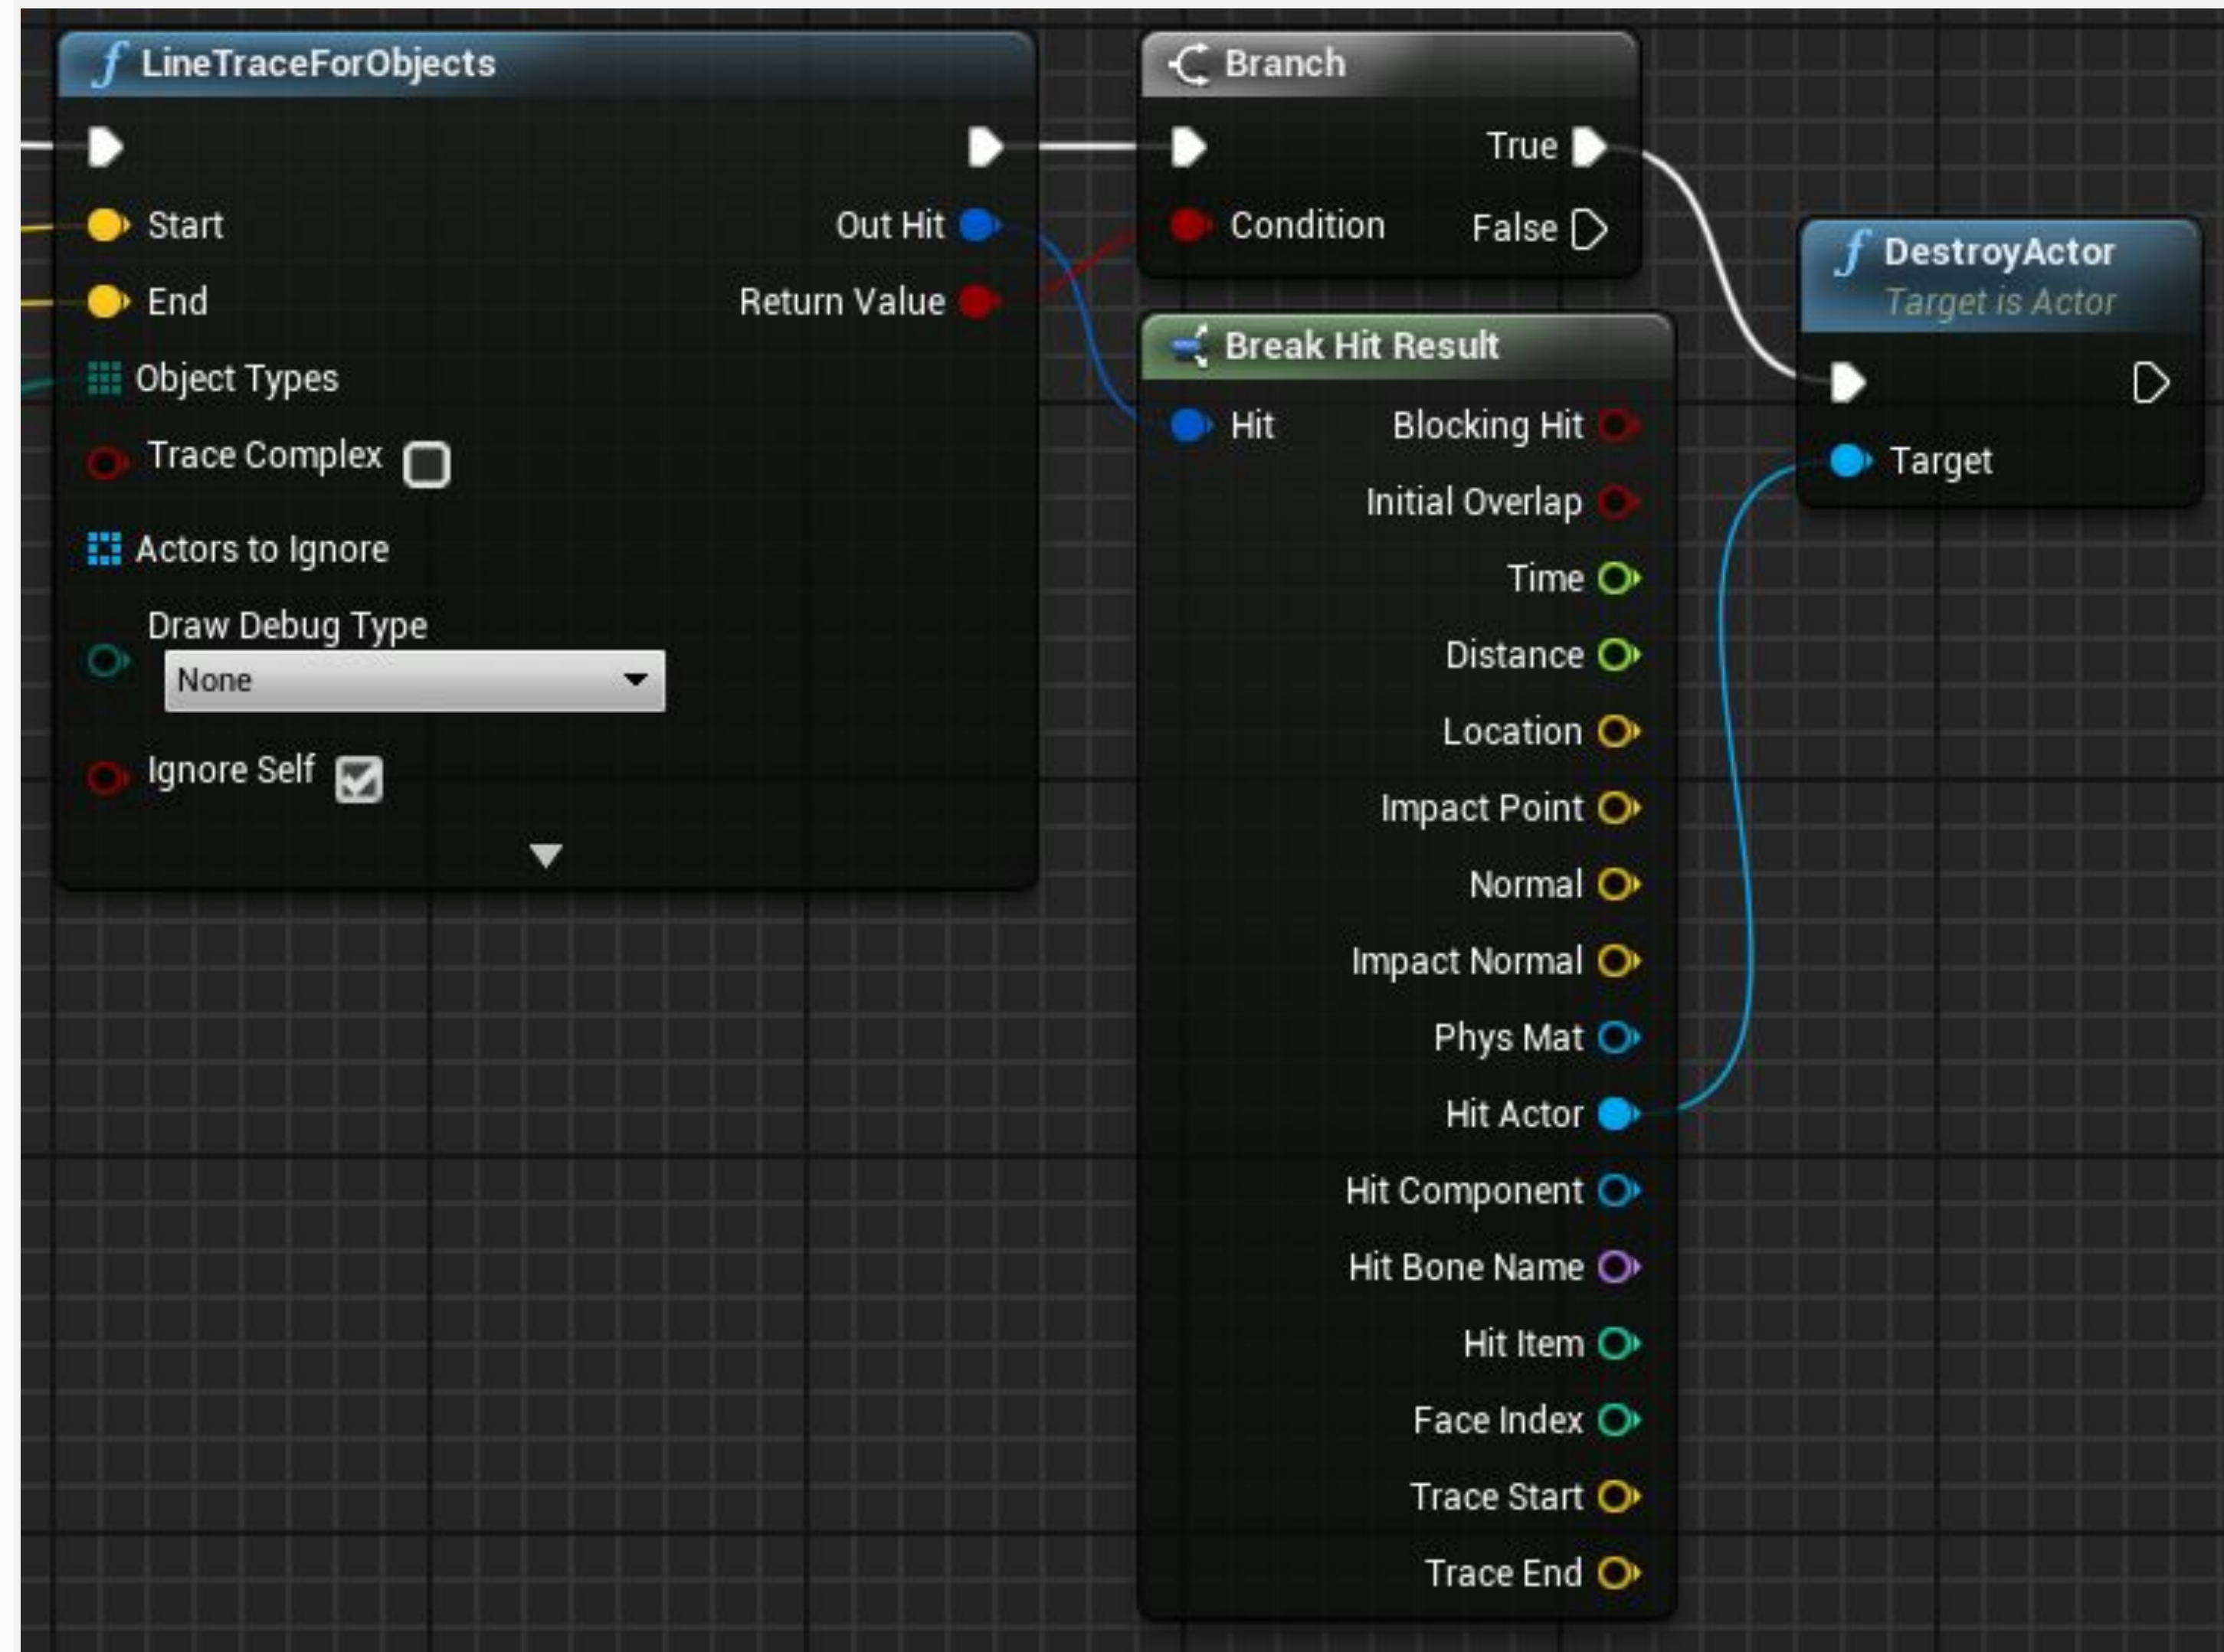 LineTraceForObjects
Start
End
Object Types
Trace Complex
Actors to Ignore
Draw Debug Type
None
Ignore Self
Out Hit
Return Value
Branch
Condition
True
False
Break Hit Result
Hit
Blocking Hit
Initial Overlap
Time
Distance
Location
Impact Point
Normal
Impact Normal
Phys Mat
Hit Actor
Hit Component
Hit Bone Name
Hit Item
Face Index
Trace Start
Trace End
DestroyActor
Target is Actor
Target